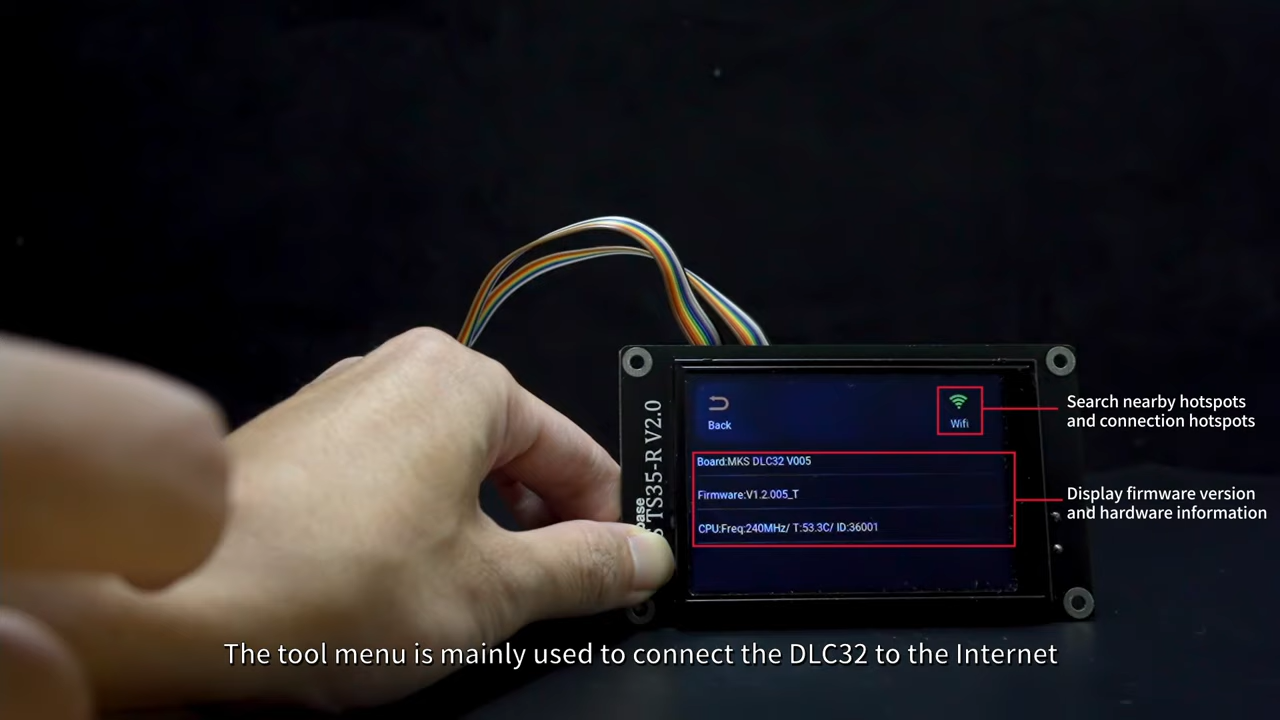 TS35-R V2.0
Back
Wifi
Search nearby hotspots
and connection hotspots
Board:MKS DLC32 V005
Firmware:V1.2.005_T
CPU:Freq:240MHz/ T:53.3C/ ID:36001
Display firmware version
and hardware information
The tool menu is mainly used to connect the DLC32 to the Internet